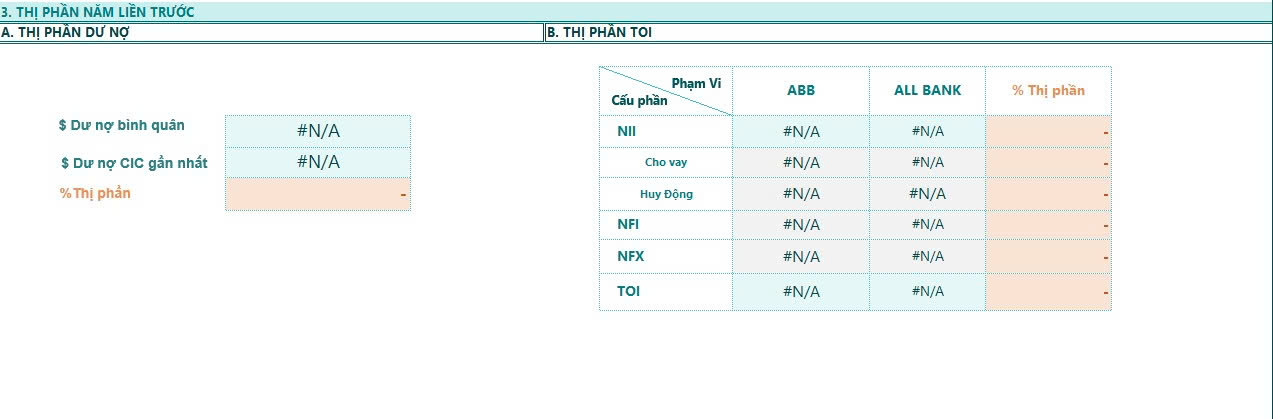 3. THỊ PHẦN NĂM LIỀN TRƯỚC
A. THỊ PHẦN DƯ NỢ
B. THỊ PHẦN TOI
$ Dư nợ bình quân #N/A
$ Dư nợ CIC gần nhất #N/A
%Thị phần -
Phạm Vi
Cấu phần
ABB ALL BANK % Thị phần
NII #N/A #N/A -
Cho vay #N/A #N/A -
Huy Động #N/A #N/A -
NFI #N/A #N/A -
NFX #N/A #N/A -
TOI #N/A #N/A -